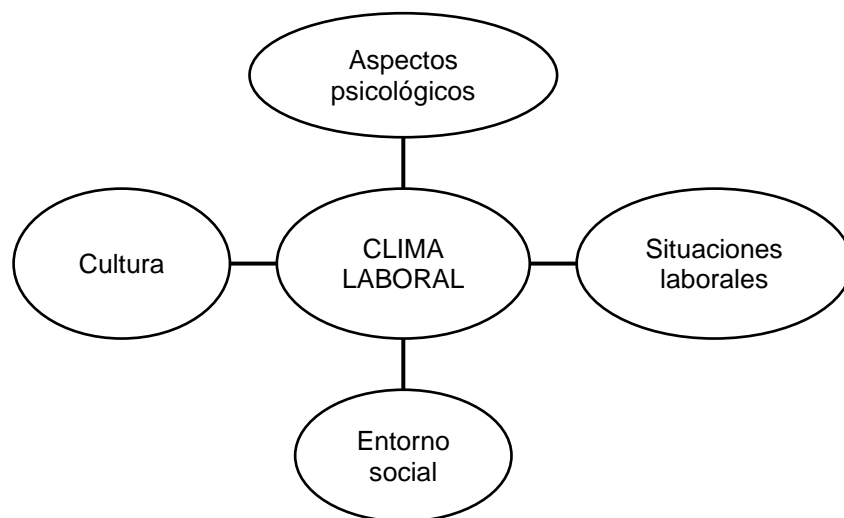 Aspectos
psicológicos
Cultura
CLIMA
LABORAL
Situaciones
laborales
Entorno
social